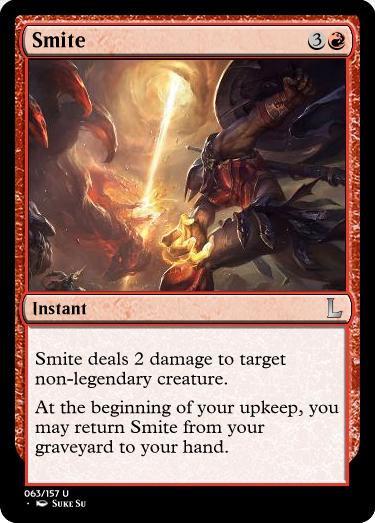 Smite 3
Instant L
Smite deals 2 damage to target
non-legendary creature.
At the beginning of your upkeep, you
may return Smite from your
graveyard to your hand.
063/157 U
· Suke Su